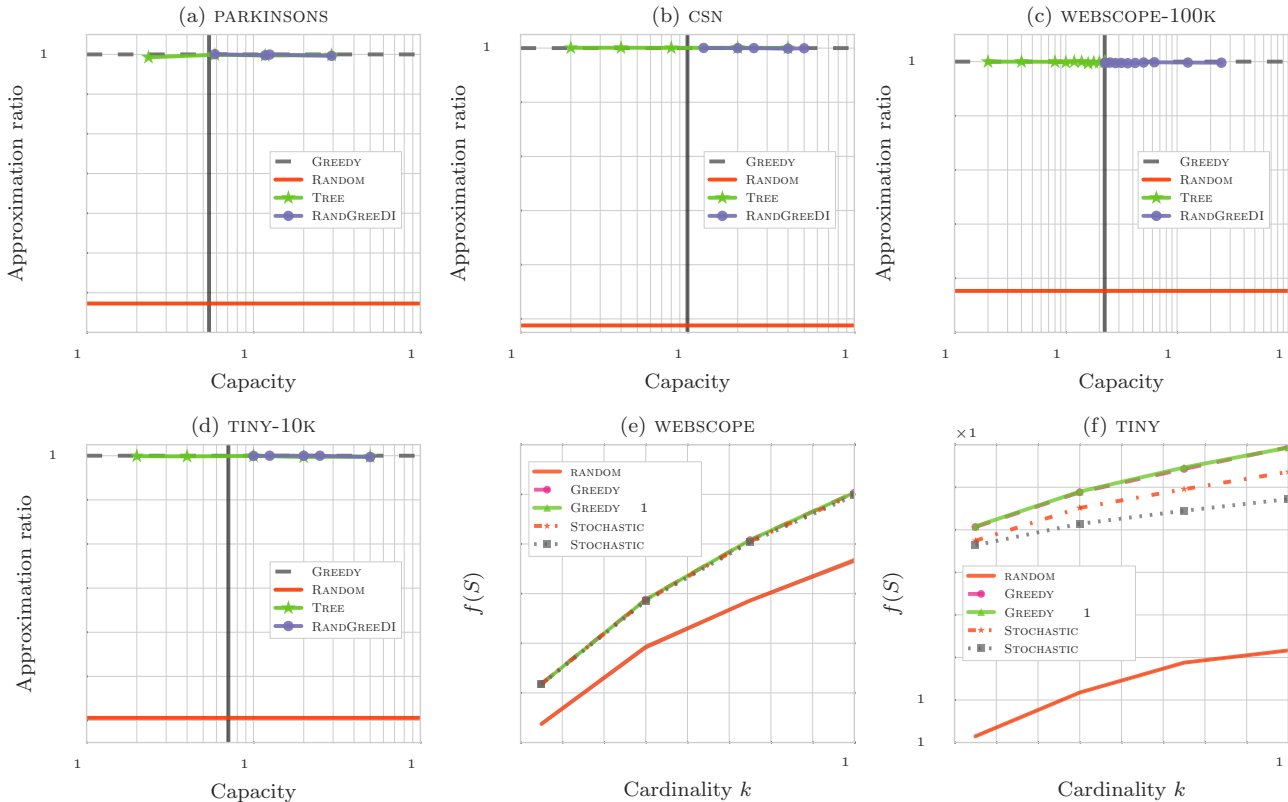 (a) PARKINSONS
1
Approximation ratio
GREEDY
RANDOM
TREE
RANDGREEDI
1 1 1
Capacity
(b) CSN
1
Approximation ratio
GREEDY
RANDOM
TREE
RANDGREEDI
1 1 1
Capacity
(c) WEBSCOPE-100K
1
Approximation ratio
GREEDY
RANDOM
TREE
RANDGREEDI
1 1 1 1
Capacity
(d) TINY-10K
1
Approximation ratio
GREEDY
RANDOM
TREE
RANDGREEDI
1 1 1
Capacity
(e) WEBSCOPE
f(S)
RANDOM
GREEDY
GREEDY 1
STOCHASTIC
STOCHASTIC
1
Cardinality k
(f) TINY
×1
f(S)
RANDOM
GREEDY
GREEDY 1
STOCHASTIC
STOCHASTIC
1
1
1
Cardinality k